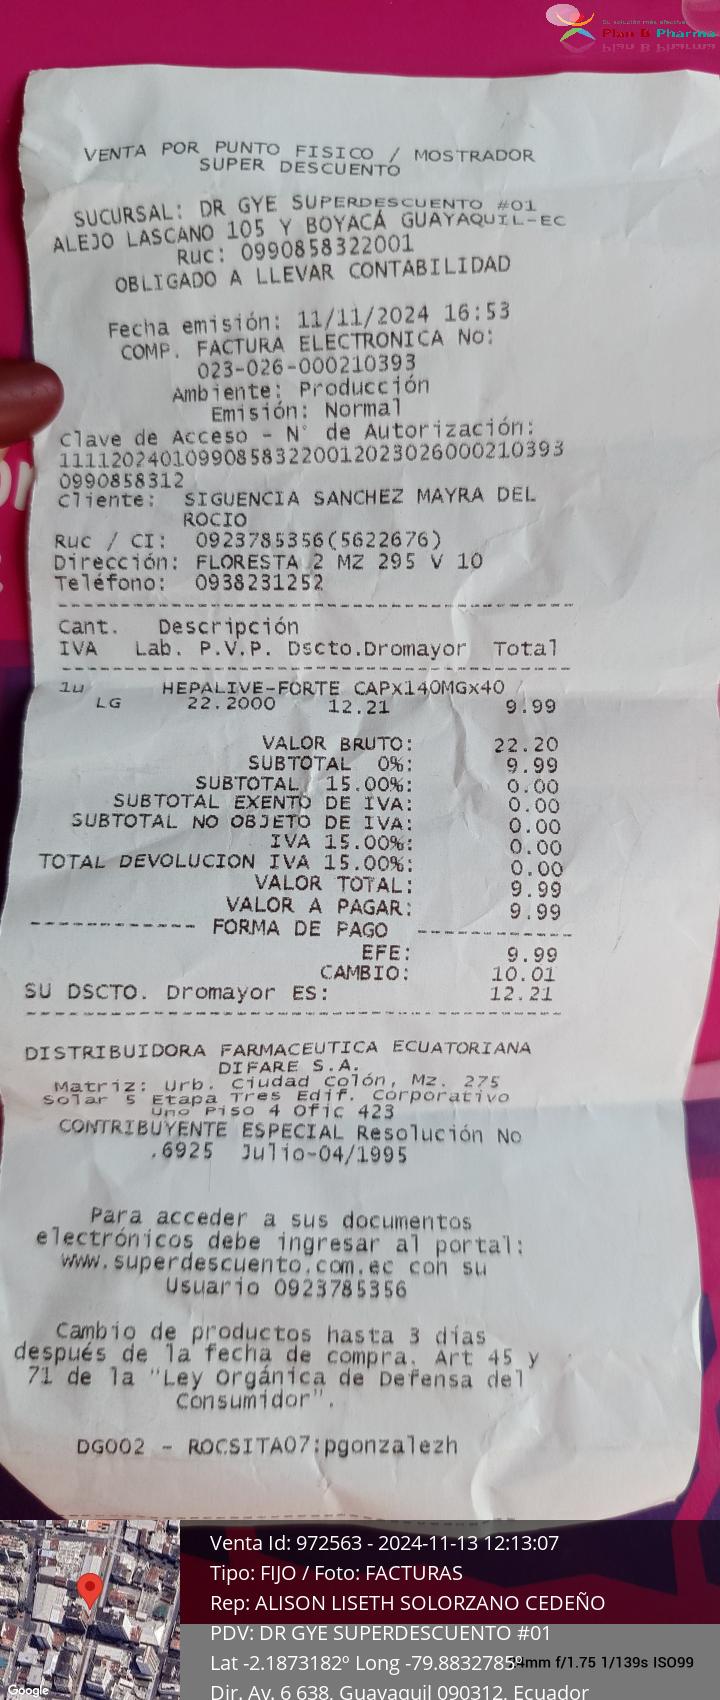 Su solución más efectiva
Plan B Pharma
VENTA POR PUNTO FISICO / MOSTRADOR
SUPER DESCUENTO
SUCURSAL: DR GYE SUPERDESCUENTO #01
ALEJO LASCANO 105 Y BOYACÁ GUAYAQUIL-EC
Ruc: 0990858322001
OBLIGADO A LLEVAR CONTABILIDAD
Fecha emisión: 11/11/2024 16:53
COMP. FACTURA ELECTRONICA No:
023-026-000210393
Ambiente: Producción
Emisión: Normal
Clave de Acceso - N° de Autorización:
111120240109908583220012023026000210393
0990858312
Cliente: SIGUENCIA SANCHEZ MAYRA DEL
ROCIO
Ruc / CI: 0923785356(5622676)
Dirección: FLORESTA 2 MZ 295 V 10
Teléfono: 0938231252
Cant. Descripción
IVA Lab. P.V.P. Dscto.Dromayor Total
1u HEPALIVE-FORTE CAPx140MGx40
LG 22.2000 12.21 9.99
VALOR BRUTO: 22.20
SUBTOTAL 0%: 9.99
SUBTOTAL 15.00%: 0.00
SUBTOTAL EXENTO DE IVA: 0.00
SUBTOTAL NO OBJETO DE IVA: 0.00
IVA 15.00%: 0.00
TOTAL DEVOLUCION IVA 15.00%: 0.00
VALOR TOTAL: 9.99
VALOR A PAGAR: 9.99
----------- FORMA DE PAGO -----------
EFE: 9.99
CAMBIO: 10.01
SU DSCTO. Dromayor ES: 12.21
DISTRIBUIDORA FARMACEUTICA ECUATORIANA
DIFARE S.A.
Matriz: Urb. Ciudad Colón, Mz. 275
Solar 5 Etapa Tres Edif. Corporativo
Uno Piso 4 Ofic 423
CONTRIBUYENTE ESPECIAL Resolución No
.6925 Julio-04/1995
Para acceder a sus documentos
electrónicos debe ingresar al portal:
www.superdescuento.com.ec con su
Usuario 0923785356
Cambio de productos hasta 3 días
después de la fecha de compra. Art 45 y
71 de la "Ley Orgánica de Defensa del
Consumidor".
DG002 - ROCSITA07:pgonzalezh
Venta Id: 972563 - 2024-11-13 12:13:07
Tipo: FIJO / Foto: FACTURAS
Rep: ALISON LISETH SOLORZANO CEDEÑO
PDV: DR GYE SUPERDESCUENTO #01
Lat -2.1873182º Long -79.8832785º
mm f/1.75 1/139s ISO99
Dir. Av. 6 638, Guayaquil 090312, Ecuador
Google